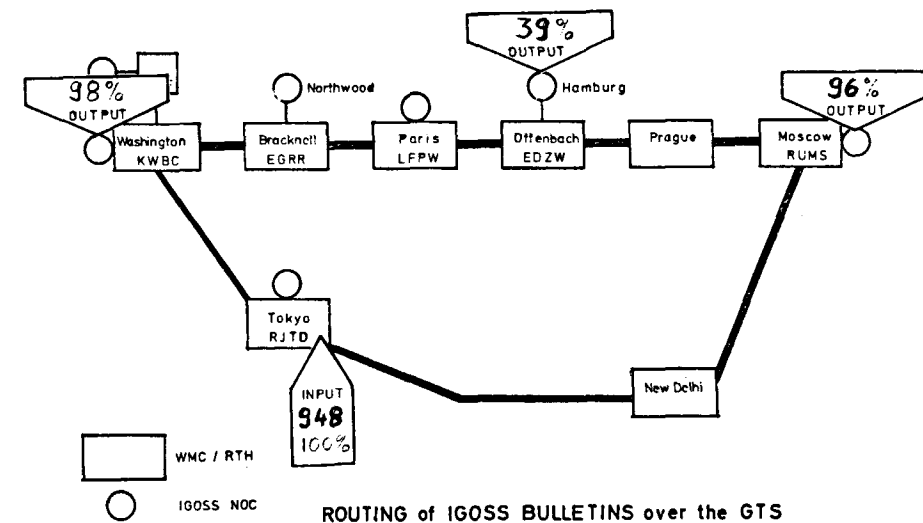 39%
OUTPUT
98%
OUTPUT
Northwood
Hamburg
96%
OUTPUT
Washington
KWBC
Bracknell
EGRR
Paris
LFPW
Offenbach
EDZW
Prague
Moscow
RUMS
Tokyo
RJTD
New Delhi
INPUT
948
100%
WMC / RTH
IGOSS NOC
ROUTING of IGOSS BULLETINS over the GTS